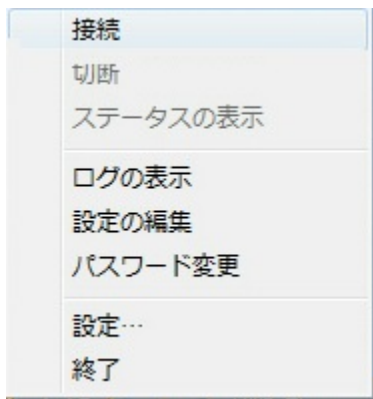 接続
切断
ステータスの表示
ログの表示
設定の編集
パスワード変更
設定…
終了